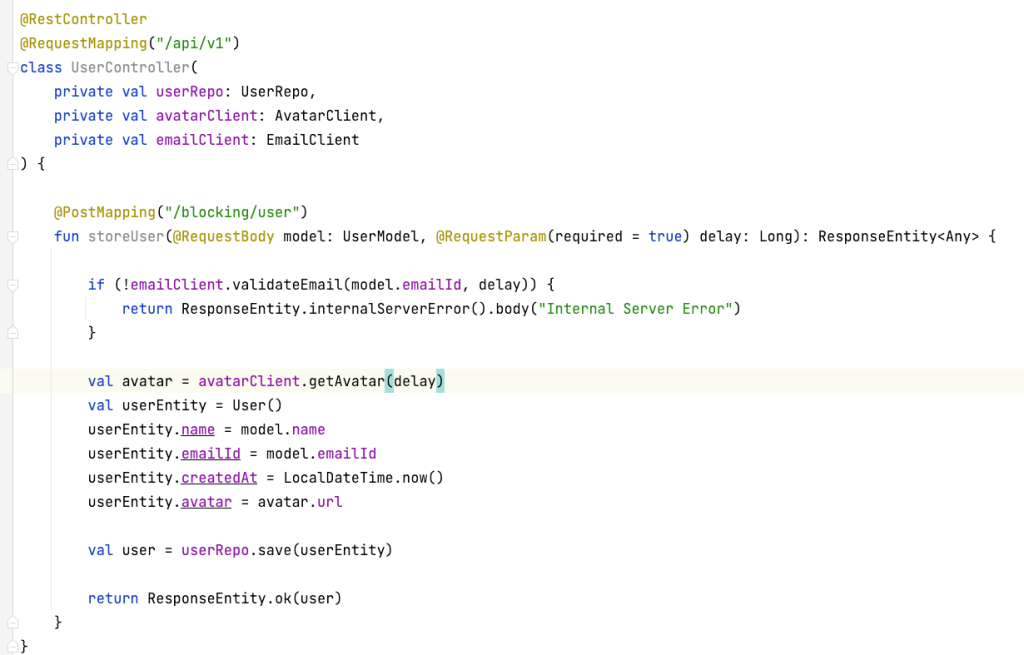 @RestController
@RequestMapping("/api/v1")
class UserController(
    private val userRepo: UserRepo,
    private val avatarClient: AvatarClient,
    private val emailClient: EmailClient
) {

    @PostMapping("/blocking/user")
    fun storeUser(@RequestBody model: UserModel, @RequestParam(required = true) delay: Long): ResponseEntity<Any> {

        if (!emailClient.validateEmail(model.emailId, delay)) {
            return ResponseEntity.internalServerError().body("Internal Server Error")
        }

        val avatar = avatarClient.getAvatar(delay)
        val userEntity = User()
        userEntity.name = model.name
        userEntity.emailId = model.emailId
        userEntity.createdAt = LocalDateTime.now()
        userEntity.avatar = avatar.url

        val user = userRepo.save(userEntity)

        return ResponseEntity.ok(user)
    }
}